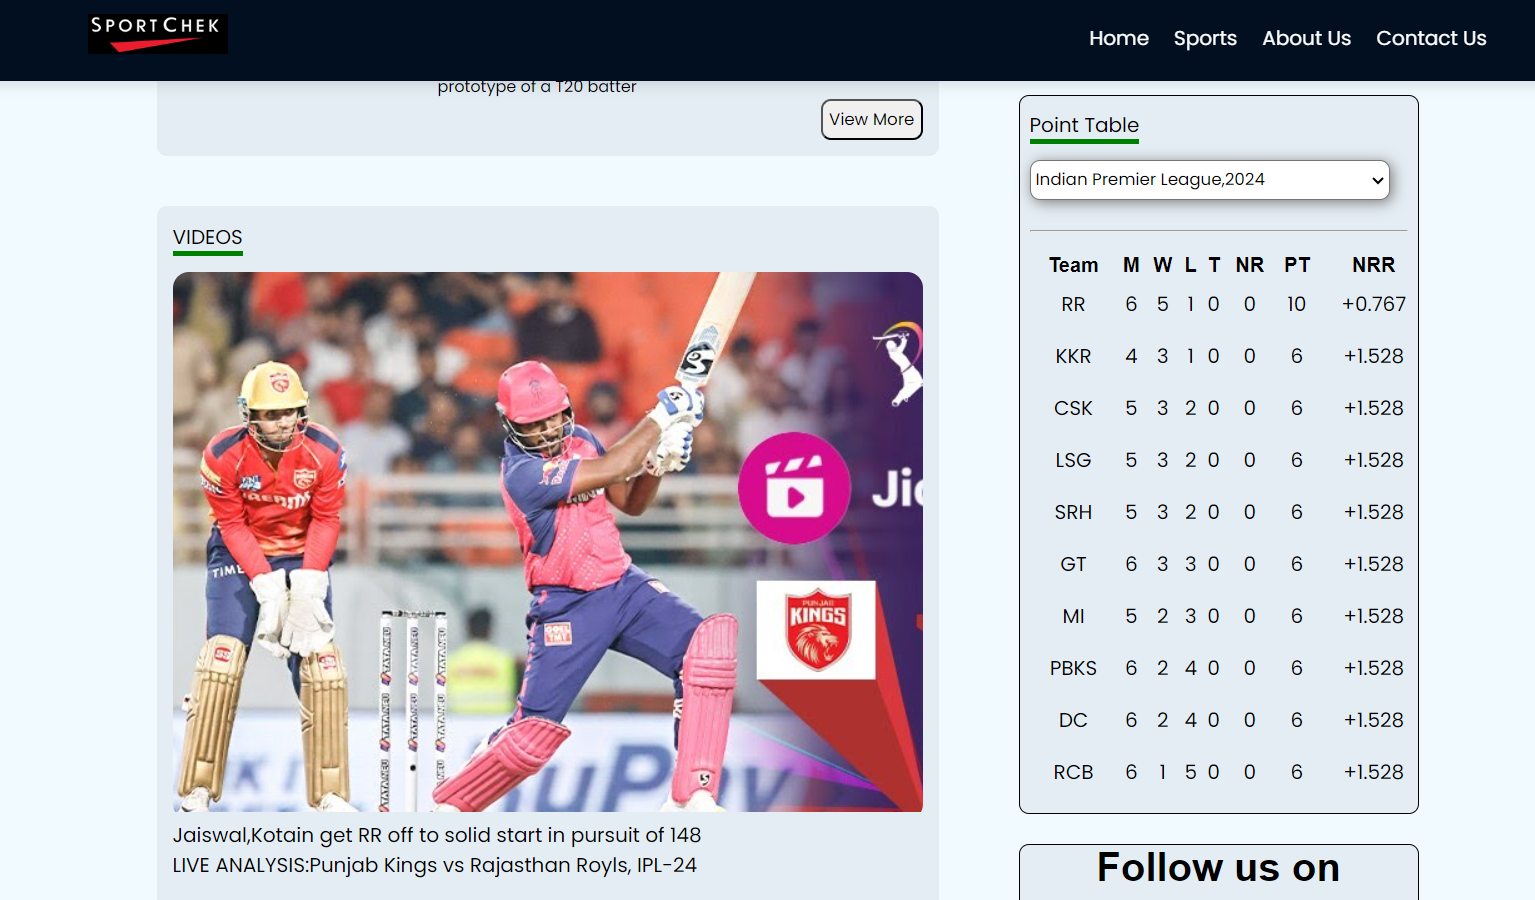 SPORTCHEK
Home Sports About Us Contact Us
prototype of a T20 batter
View More
VIDEOS
TIME
PUNJAB
KINGS
Jio
Jaiswal,Kotain get RR off to solid start in pursuit of 148
LIVE ANALYSIS:Punjab Kings vs Rajasthan Royls, IPL-24
Point Table
Indian Premier League,2024
Team M W L T NR PT NRR
RR 6 5 1 0 0 10 +0.767
KKR 4 3 1 0 0 6 +1.528
CSK 5 3 2 0 0 6 +1.528
LSG 5 3 2 0 0 6 +1.528
SRH 5 3 2 0 0 6 +1.528
GT 6 3 3 0 0 6 +1.528
MI 5 2 3 0 0 6 +1.528
PBKS 6 2 4 0 0 6 +1.528
DC 6 2 4 0 0 6 +1.528
RCB 6 1 5 0 0 6 +1.528
Follow us on